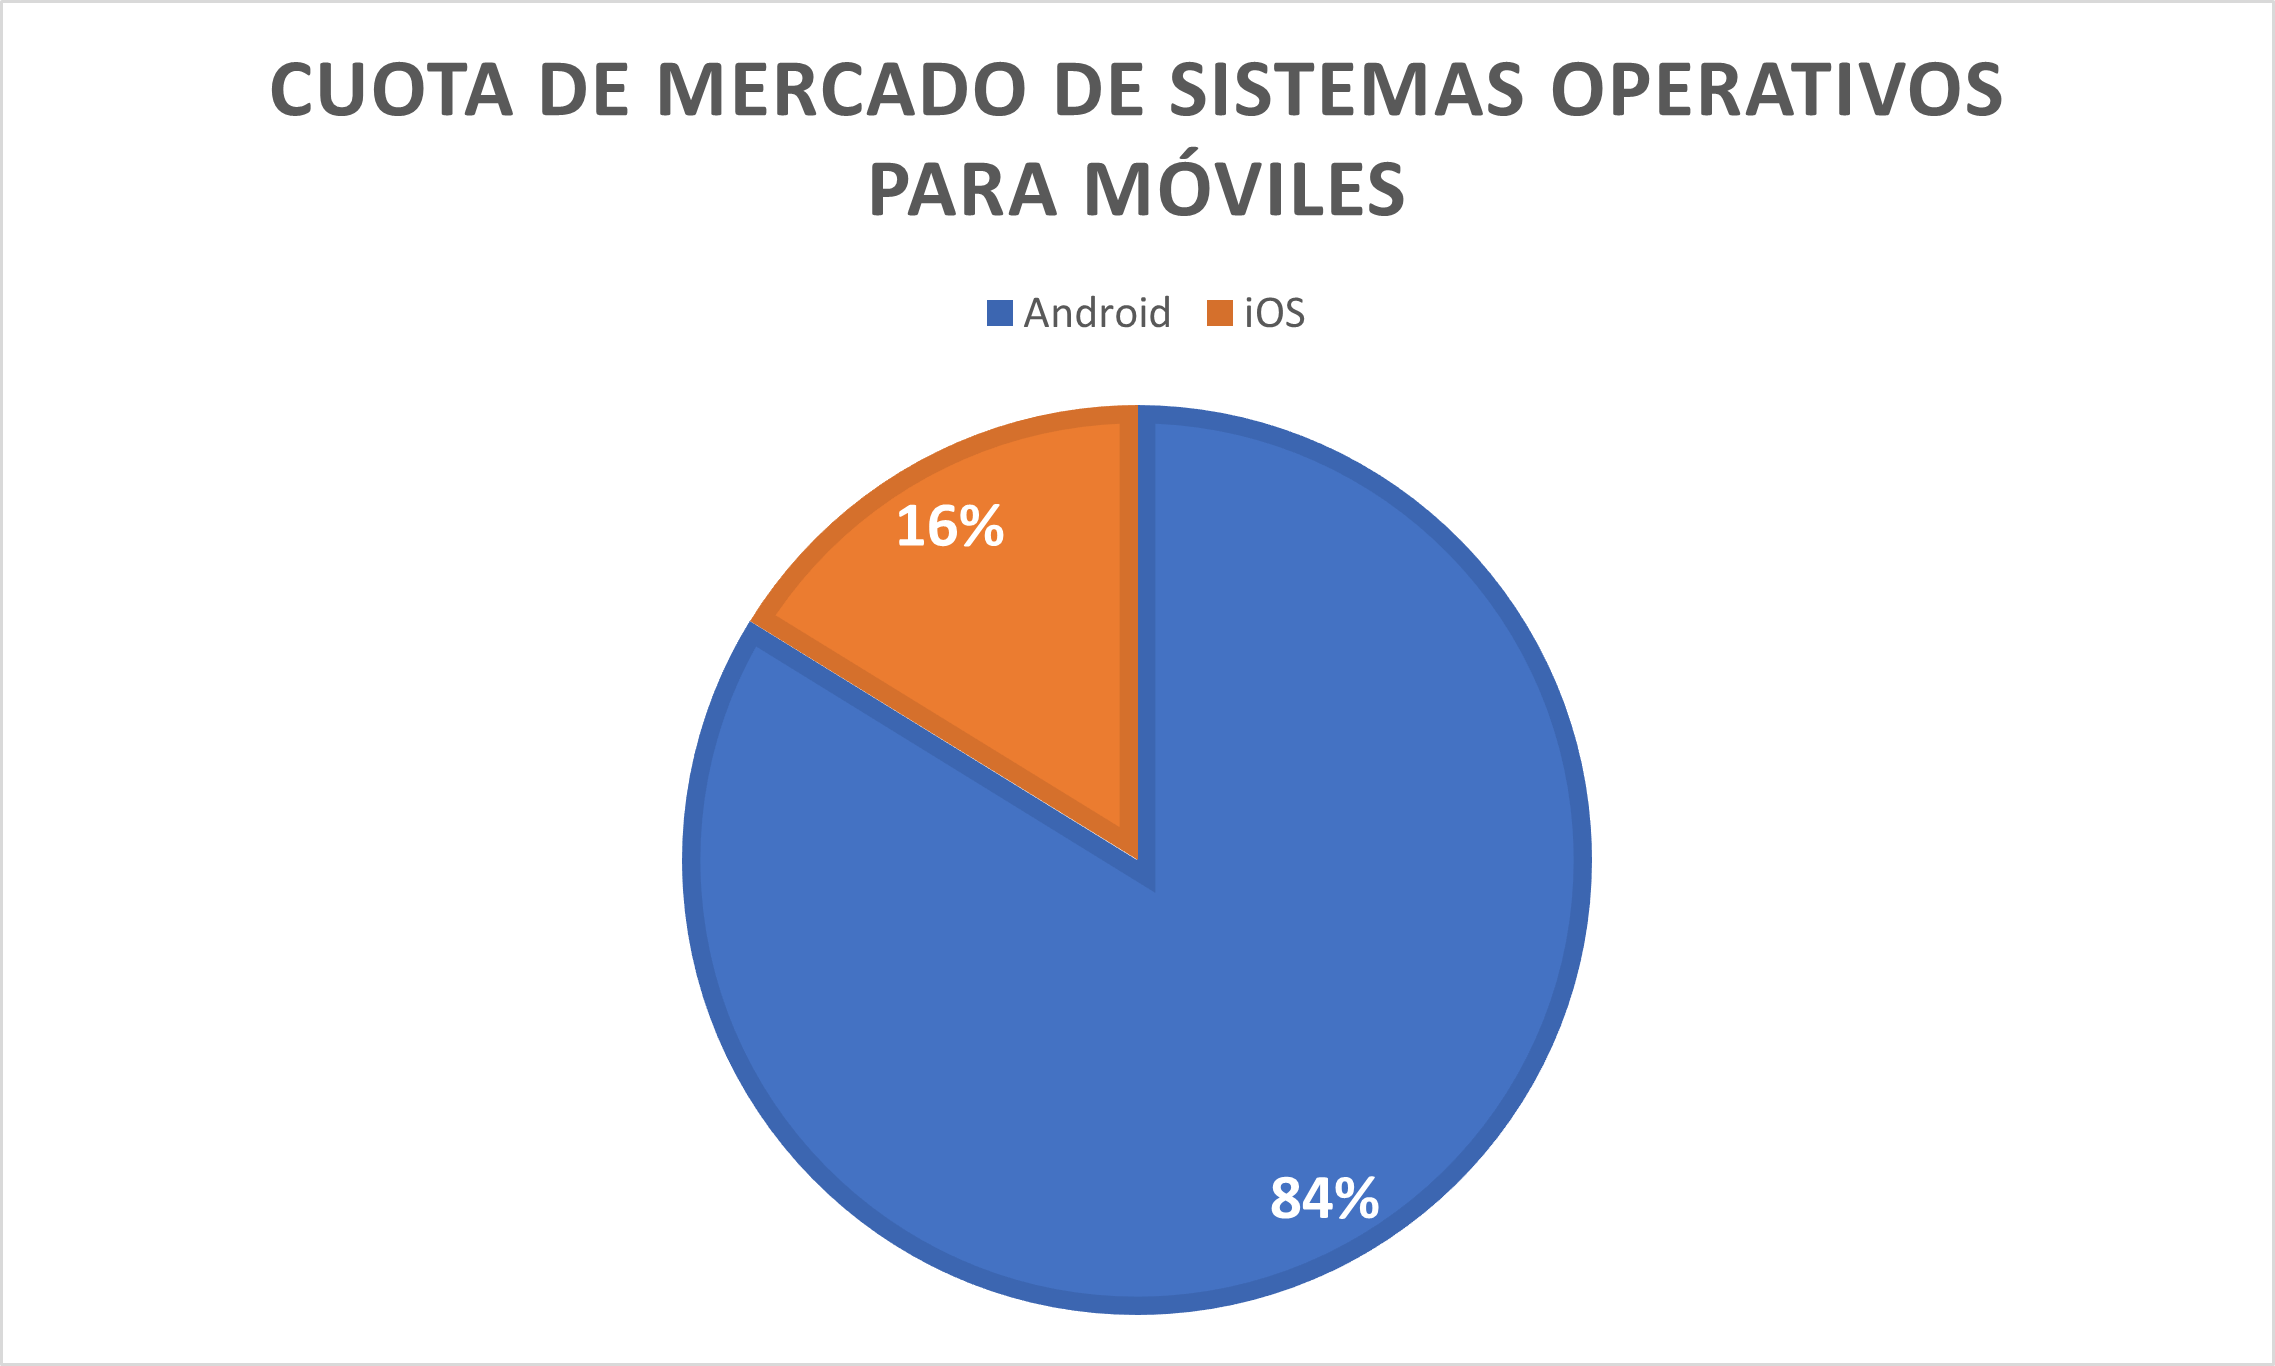 CUOTA DE MERCADO DE SISTEMAS OPERATIVOS
PARA MÓVILES
Android iOS
16%
84%